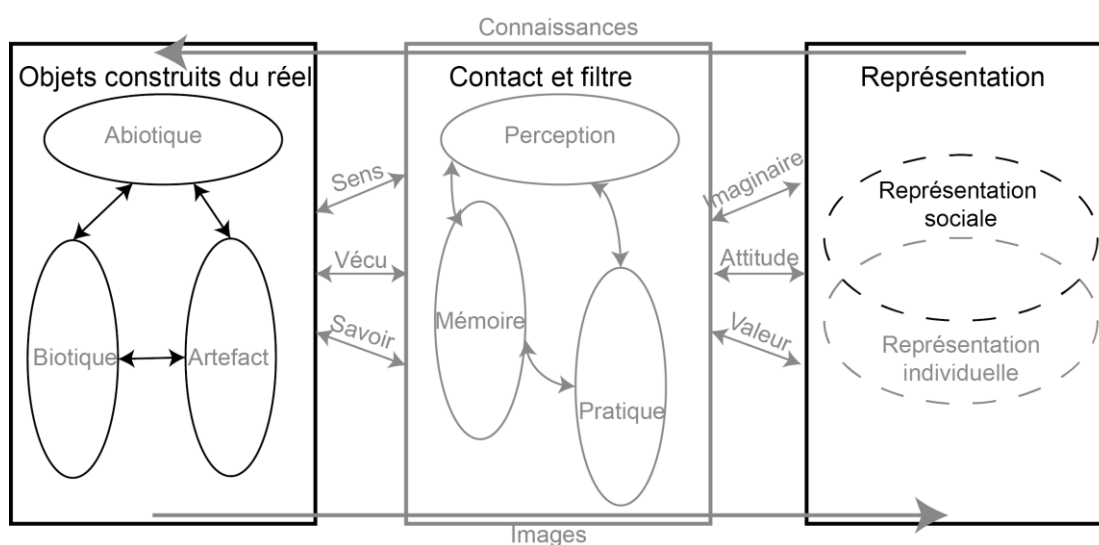 Connaissances
Objets construits du réel
Contact et filtre
Représentation
Abiotique
Biotique
Artefact
Sens
Vécu
Savoir
Perception
Mémoire
Pratique
Imaginaire
Attitude
Valeur
Représentation
sociale
Représentation
individuelle
Images